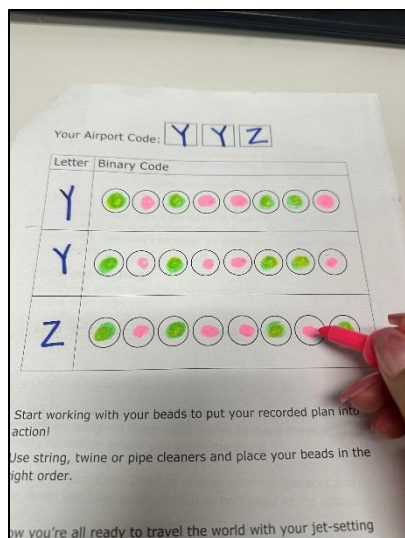 Your Airport Code: Y Y Z
Letter Binary Code
Y
Y
Z
Start working with your beads to put your recorded plan into
action!
Use string, twine or pipe cleaners and place your beads in the
ight order.
ow you're all ready to travel the world with your jet-setting